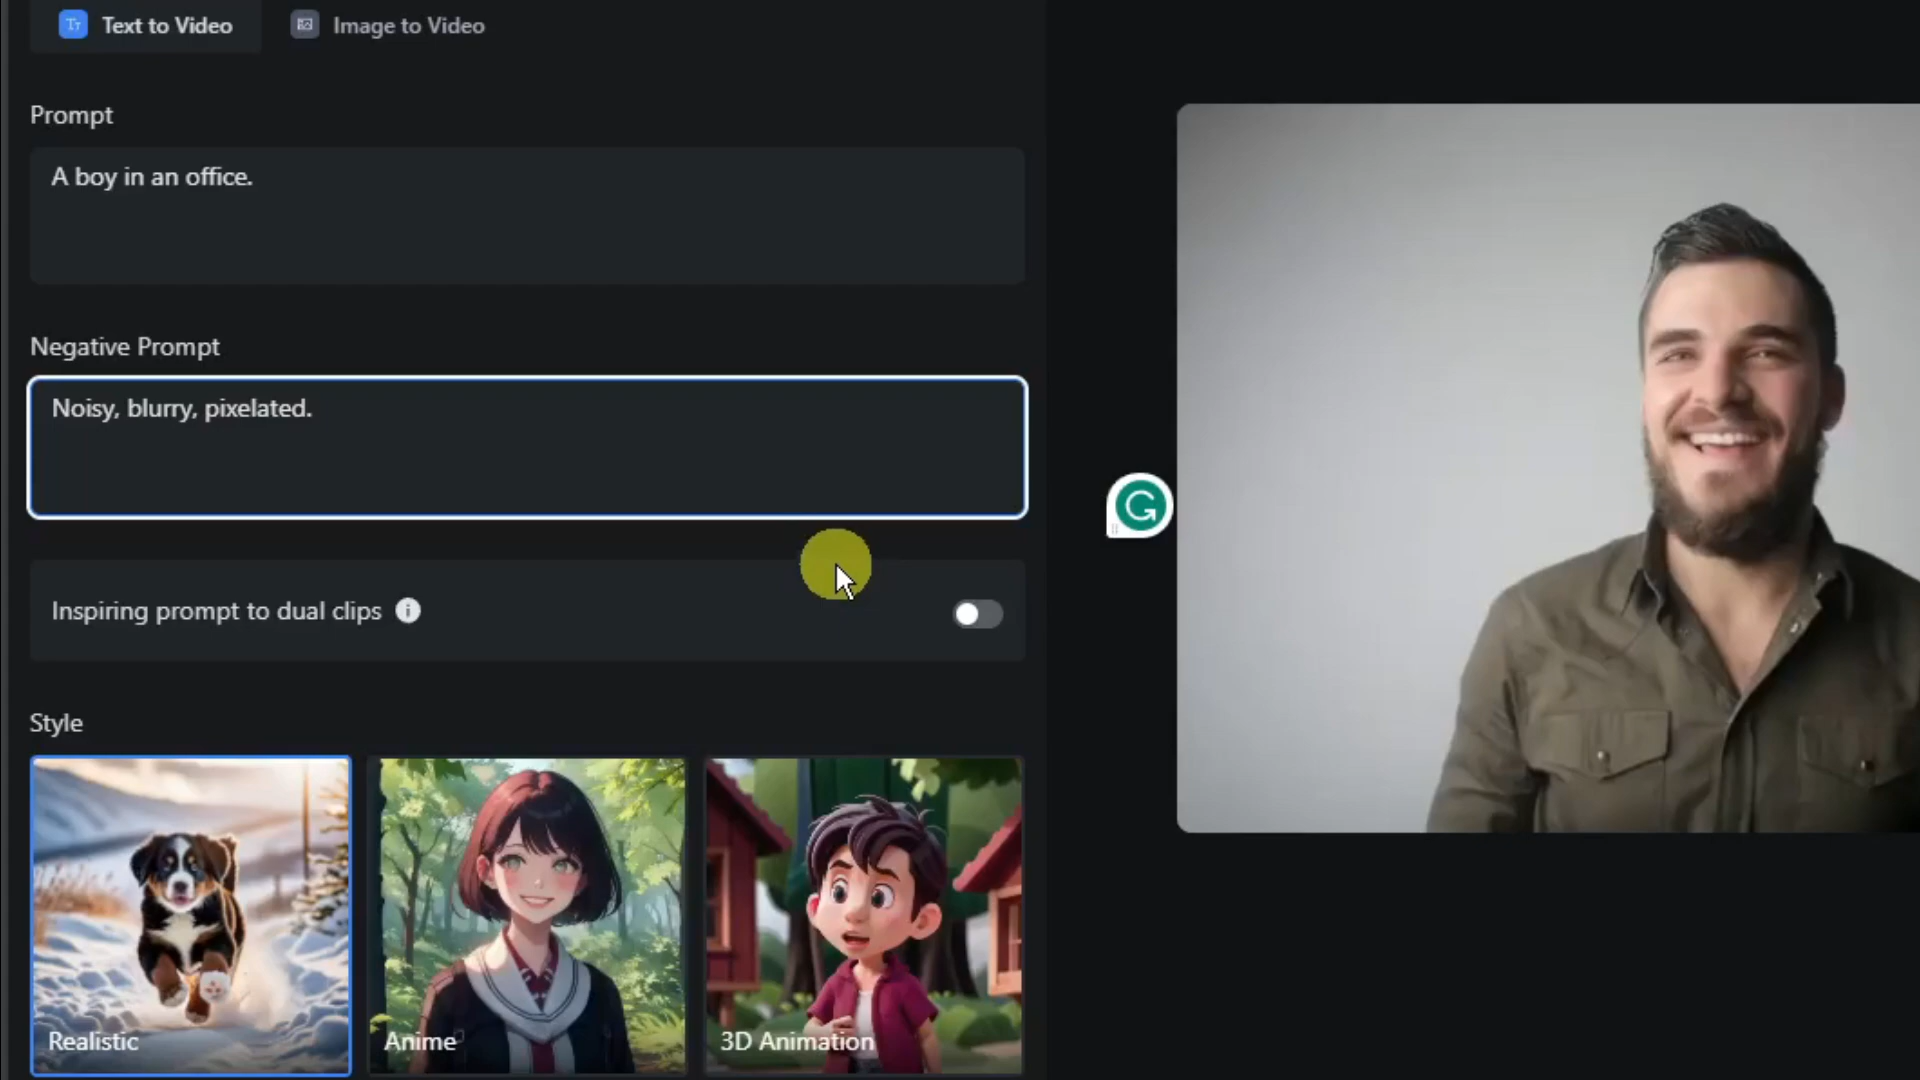 Text to Video
Image to Video
Prompt
A boy in an office.
Negative Prompt
Noisy, blurry, pixelated.
Inspiring prompt to dual clips
Style
Realistic
Anime
3D Animation